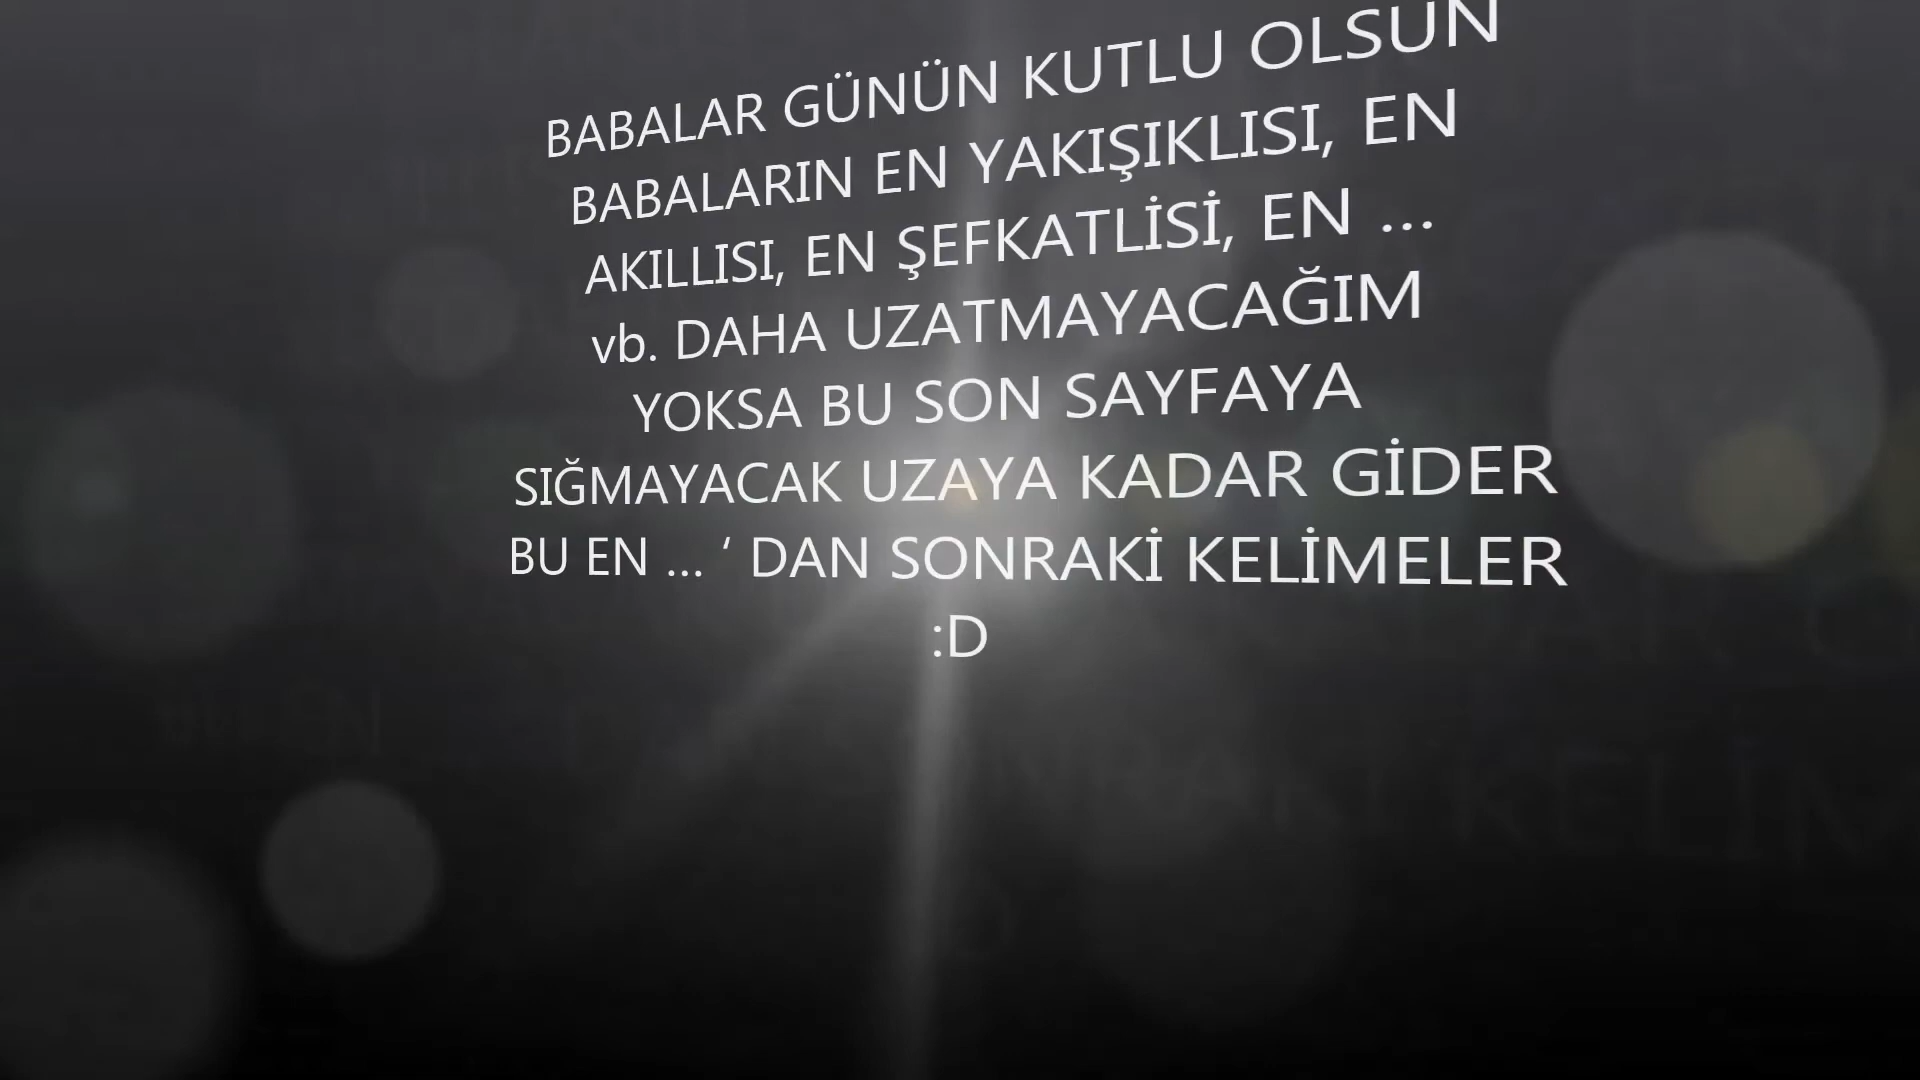 BABALAR GÜNÜN KUTLU OLSUN
BABALARIN EN YAKIŞIKLISI, EN
AKILLISI, EN ŞEFKATLİSİ, EN ...
vb. DAHA UZATMAYACAĞIM
YOKSA BU SON SAYFAYA
SIĞMAYACAK UZAYA KADAR GİDER
BU EN ... ‘ DAN SONRAKİ KELİMELER
:D